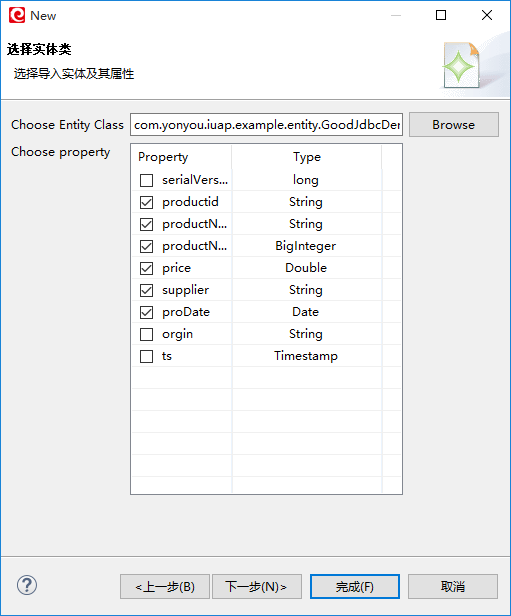 New
选择实体类
选择导入实体及其属性
Choose Entity Class com.yonyou.iuap.example.entity.GoodJdbcDer Browse
Choose property
Property Type
serialVers... long
productid String
productN... String
productN... BigInteger
price Double
supplier String
proDate Date
orgin String
ts Timestamp
<上一步(B) 下一步(N)> 完成(F) 取消